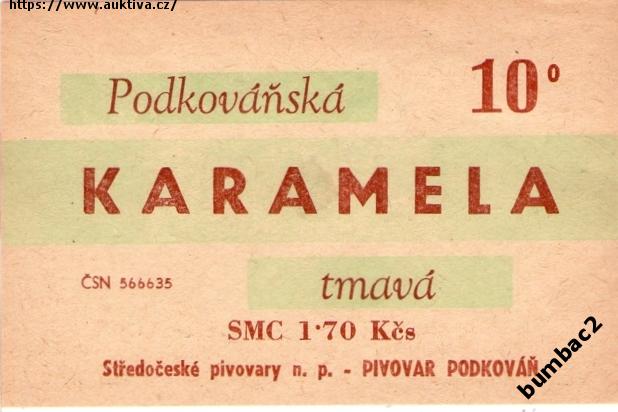 https://www.auktiva.cz/
Podkováňská 10°
KARAMELA
ČSN 566635
tmavá
SMC 1·70 Kčs
Středočeské pivovary n. p. - PIVOVAR PODKOVÁŇ
bumbac2